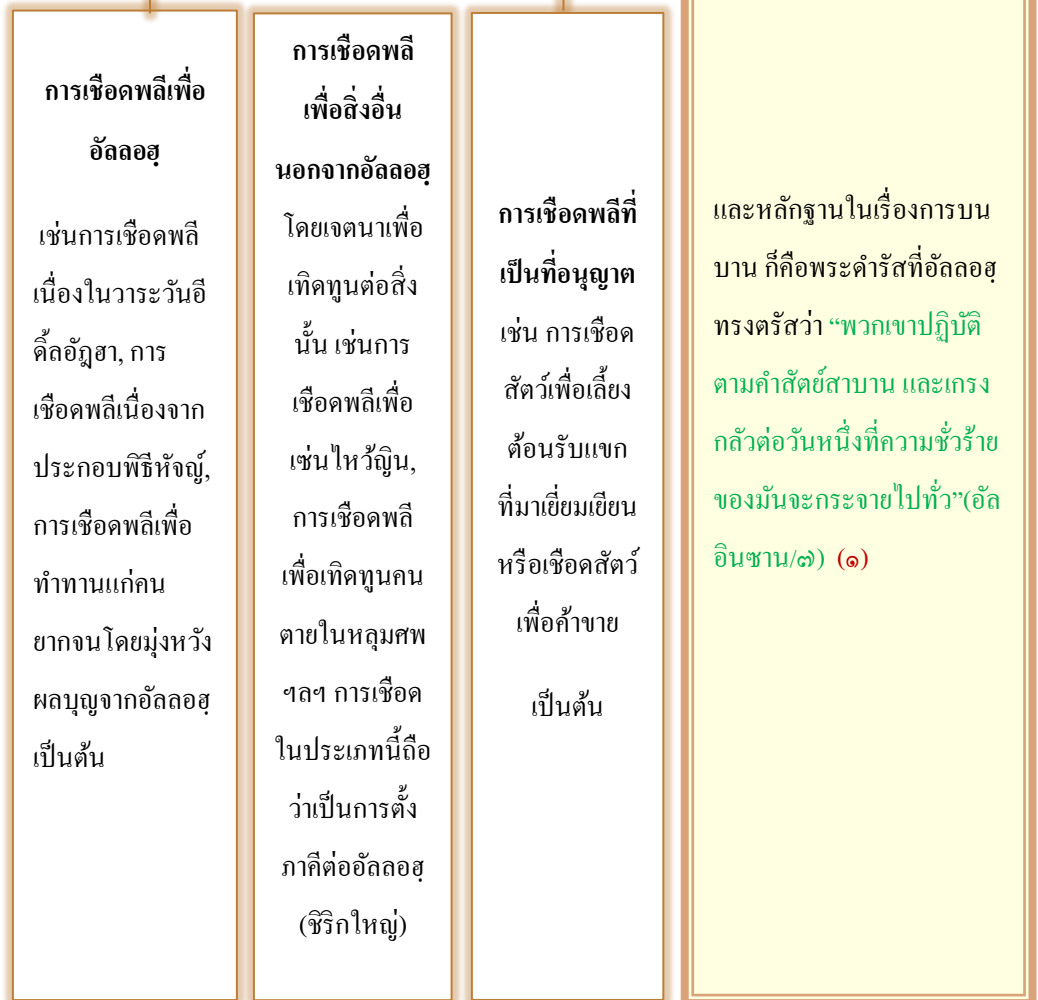 การเชือดพลีเพื่อ
อัลลอฮฺ
เช่นการเชือดพลี
เนื่องในวาระวันอี
ดิ้ลอัฎฮา, การ
เชือดพลีเนื่องจาก
ประกอบพิธีหัจญ์,
การเชือดพลีเพื่อ
ทำทานแก่คน
ยากจนโดยมุ่งหวัง
ผลบุญจากอัลลอฮฺ
เป็นต้น
การเชือดพลี
เพื่อสิ่งอื่น
นอกจากอัลลอฮฺ
โดยเจตนาเพื่อ
เทิดทูนต่อสิ่ง
นั้น เช่นการ
เชือดพลีเพื่อ
เซ่นไหว้ญิน,
การเชือดพลี
เพื่อเทิดทูนคน
ตายในหลุมศพ
ฯลฯ การเชือด
ในประเภทนี้ถือ
ว่าเป็นการตั้ง
ภาคีต่ออัลลอฮฺ
(ชิริกใหญ่)
การเชือดพลีที่
เป็นที่อนุญาต
เช่น การเชือด
สัตว์เพื่อเลี้ยง
ต้อนรับแขก
ที่มาเยี่ยมเยียน
หรือเชือดสัตว์
เพื่อค้าขาย
เป็นต้น
และหลักฐานในเรื่องการบน
บาน ก็คือพระดำรัสที่อัลลอฮฺ
ทรงตรัสว่า “พวกเขาปฏิบัติ
ตามคำสัตย์สาบาน และเกรง
กลัวต่อวันหนึ่งที่ความชั่วร้าย
ของมันจะกระจายไปทั่ว”(อัล
อินซาน/๗) (๑)